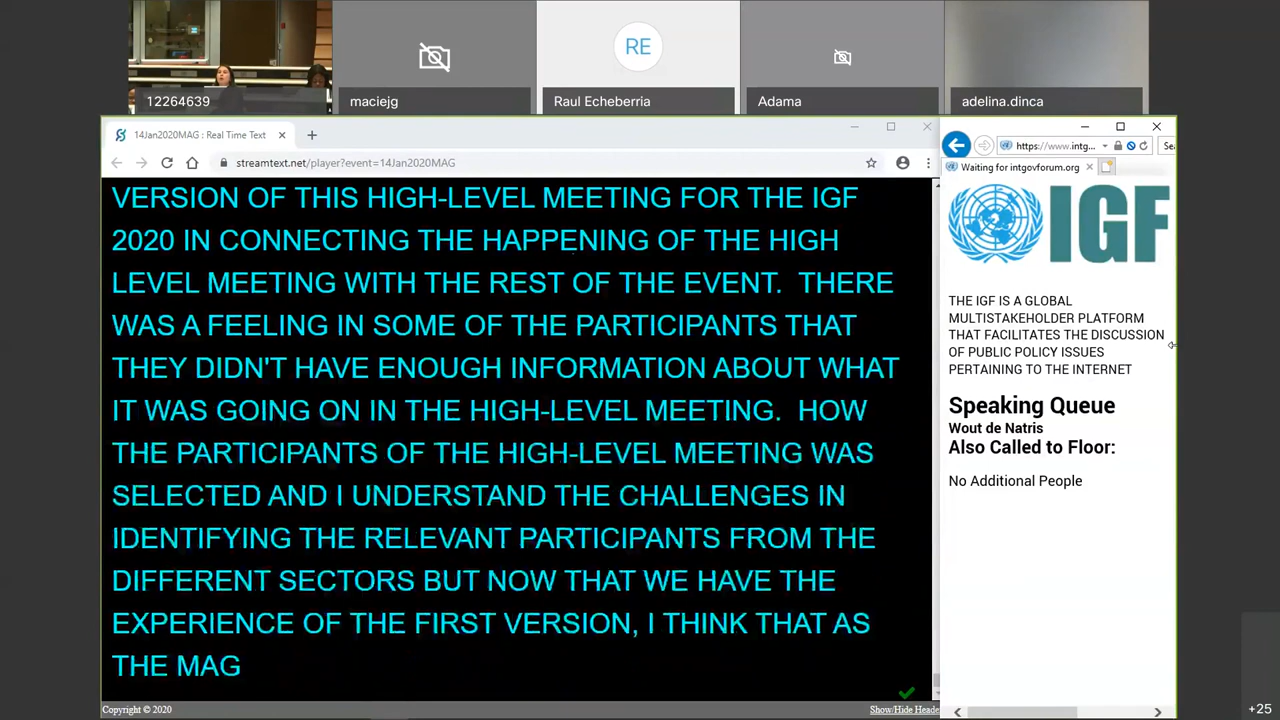 RE
12264639
maciejg
Raul Echeberria
Adama
adelina.dinca
14Jan2020MAG : Real Time Text
streamtext.net/player?event=14Jan2020MAG
VERSION OF THIS HIGH-LEVEL MEETING FOR THE IGF
2020 IN CONNECTING THE HAPPENING OF THE HIGH
LEVEL MEETING WITH THE REST OF THE EVENT.  THERE
WAS A FEELING IN SOME OF THE PARTICIPANTS THAT
THEY DIDN'T HAVE ENOUGH INFORMATION ABOUT WHAT
IT WAS GOING ON IN THE HIGH-LEVEL MEETING.  HOW
THE PARTICIPANTS OF THE HIGH-LEVEL MEETING WAS
SELECTED AND I UNDERSTAND THE CHALLENGES IN
IDENTIFYING THE RELEVANT PARTICIPANTS FROM THE
DIFFERENT SECTORS BUT NOW THAT WE HAVE THE
EXPERIENCE OF THE FIRST VERSION, I THINK THAT AS
THE MAG
Copyright © 2020
Show/Hide Heade
https://www.intg...
Sea
Waiting for intgovforum.org
IGF
THE IGF IS A GLOBAL
MULTISTAKEHOLDER PLATFORM
THAT FACILITATES THE DISCUSSION
OF PUBLIC POLICY ISSUES
PERTAINING TO THE INTERNET
Speaking Queue
Wout de Natris
Also Called to Floor:
No Additional People
+25